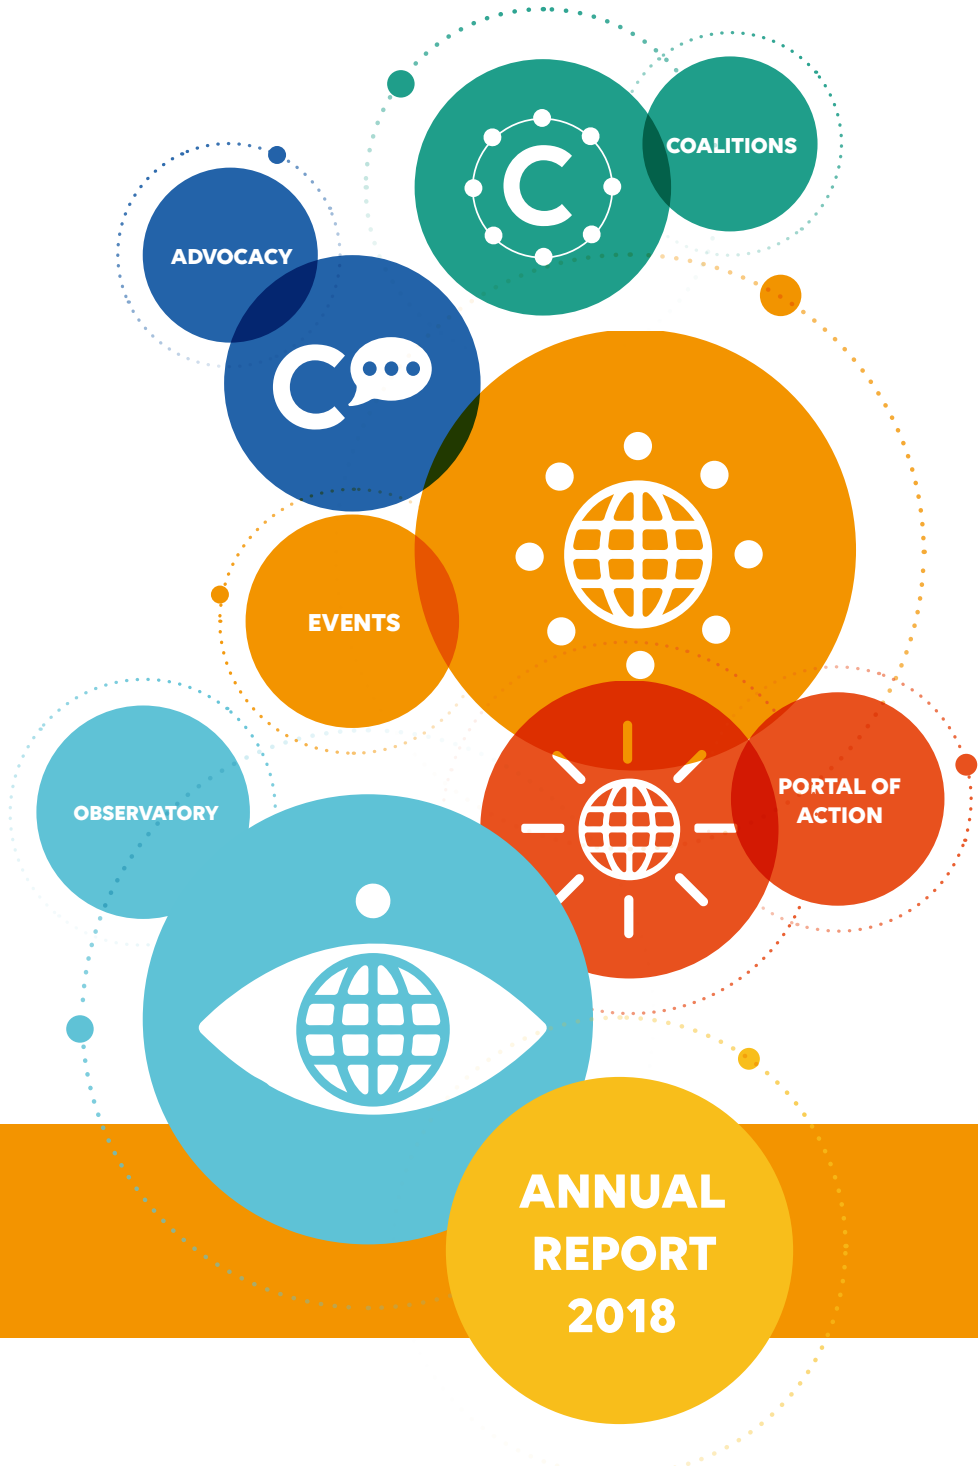 COALITIONS
ADVOCACY
EVENTS
PORTAL OF
ACTION
OBSERVATORY
ANNUAL
REPORT
2018